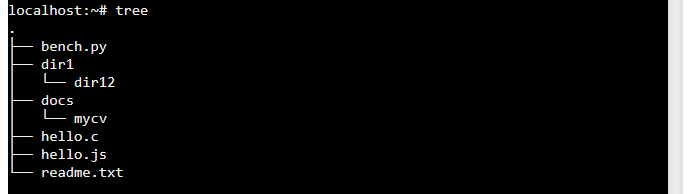 localhost:~# tree
.
├── bench.py
├── dir1
│   └── dir12
├── docs
│   └── mycv
├── hello.c
├── hello.js
└── readme.txt